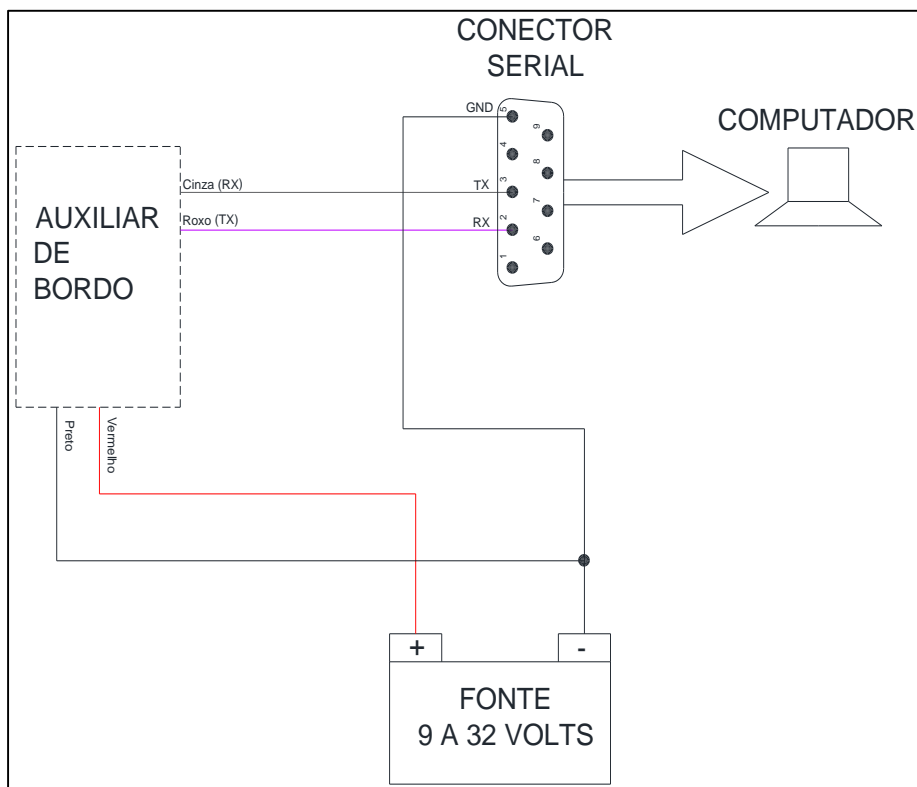 CONECTOR
SERIAL
COMPUTADOR
GND
5
9
4
8
3
7
2
6
1
TX
RX
Cinza (RX)
Roxo (TX)
AUXILIAR
DE
BORDO
Preto
Vermelho
+
-
FONTE
9 A 32 VOLTS